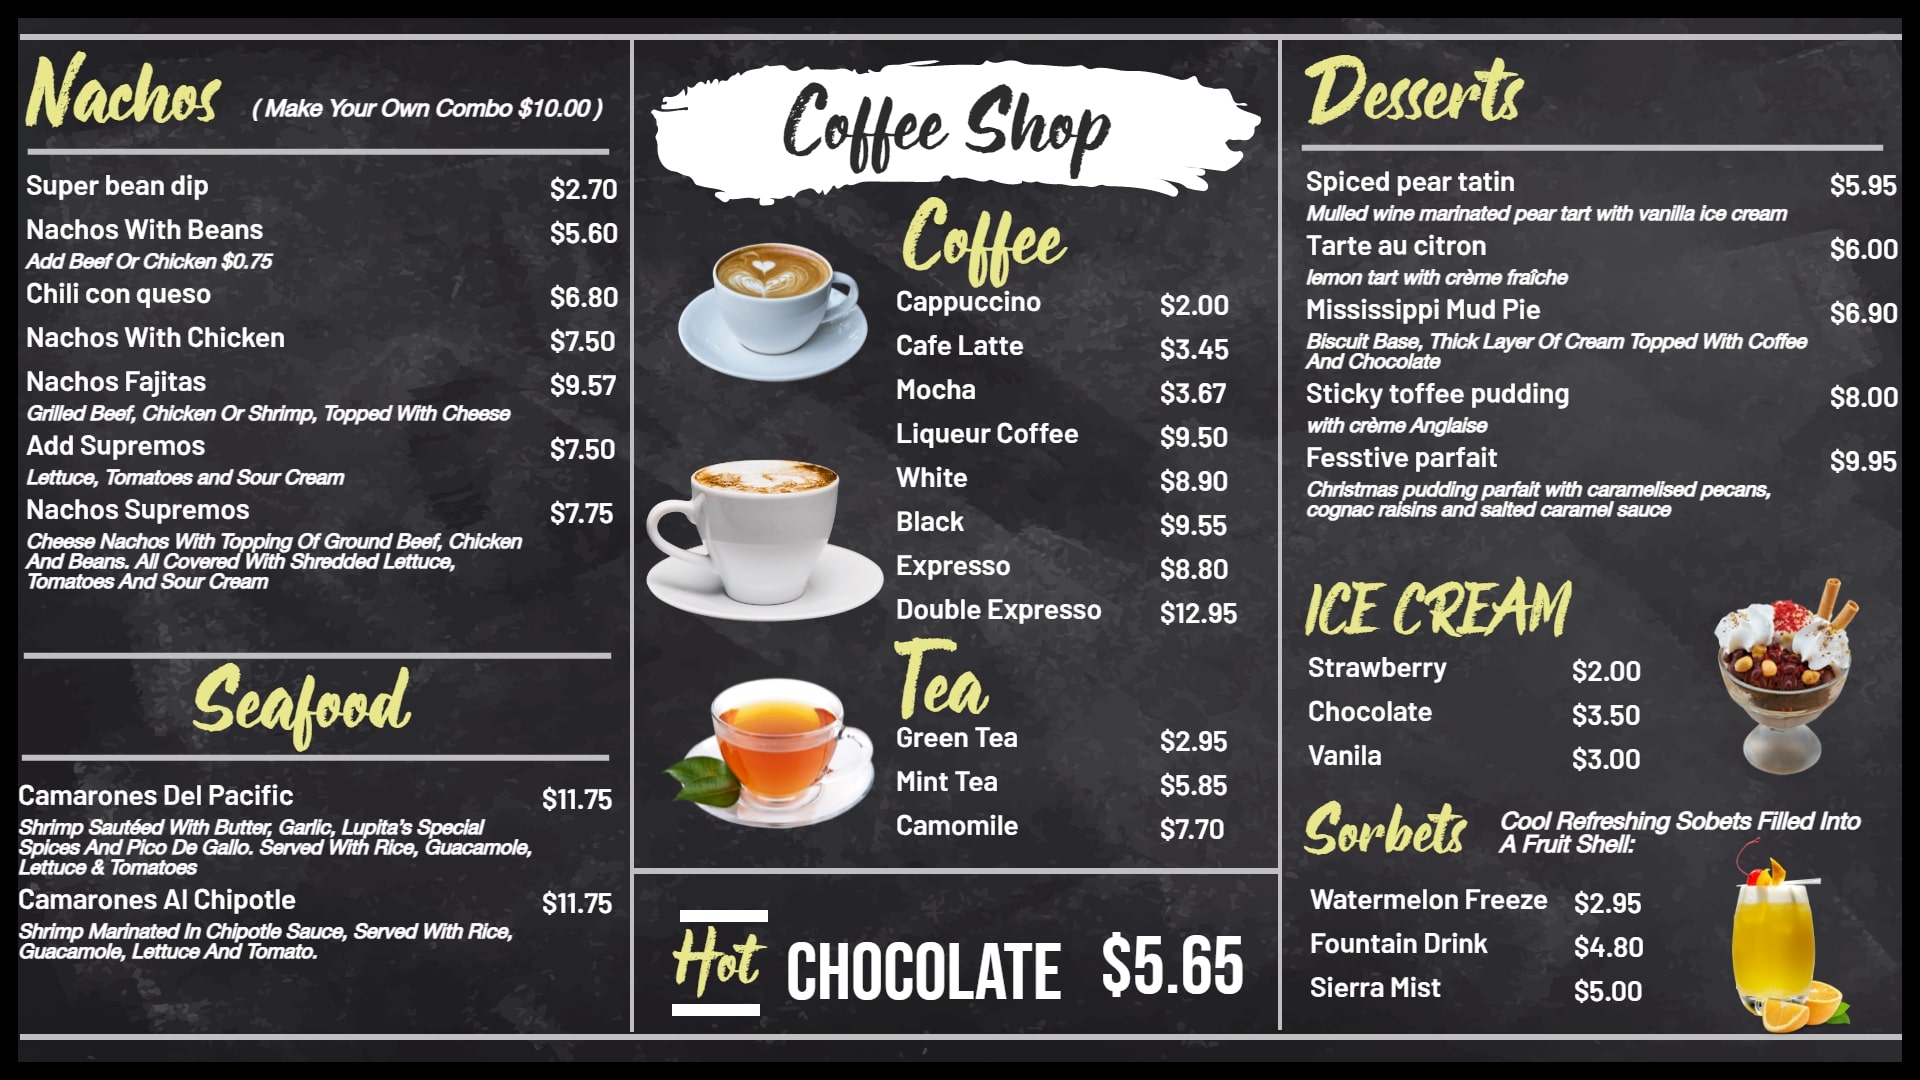 Nachos ( Make Your Own Combo $10.00 )
Super bean dip $2.70
Nachos With Beans $5.60
Add Beef Or Chicken $0.75
Chili con queso $6.80
Nachos With Chicken $7.50
Nachos Fajitas $9.57
Grilled Beef, Chicken Or Shrimp, Topped With Cheese
Add Supremos $7.50
Lettuce, Tomatoes and Sour Cream
Nachos Supremos $7.75
Cheese Nachos With Topping Of Ground Beef, Chicken
And Beans. All Covered With Shredded Lettuce,
Tomatoes And Sour Cream
Seafood
Camarones Del Pacific $11.75
Shrimp Sautéed With Butter, Garlic, Lupita's Special
Spices And Pico De Gallo. Served With Rice, Guacamole,
Lettuce & Tomatoes
Camarones Al Chipotle $11.75
Shrimp Marinated In Chipotle Sauce, Served With Rice,
Guacamole, Lettuce And Tomato.
Coffee Shop
Coffee
Cappuccino $2.00
Cafe Latte $3.45
Mocha $3.67
Liqueur Coffee $9.50
White $8.90
Black $9.55
Expresso $8.80
Double Expresso $12.95
Tea
Green Tea $2.95
Mint Tea $5.85
Camomile $7.70
Hot CHOCOLATE $5.65
Desserts
Spiced pear tatin $5.95
Mulled wine marinated pear tart with vanilla ice cream
Tarte au citron $6.00
lemon tart with crème fraîche
Mississippi Mud Pie $6.90
Biscuit Base, Thick Layer Of Cream Topped With Coffee
And Chocolate
Sticky toffee pudding $8.00
with crème Anglaise
Fesstive parfait $9.95
Christmas pudding parfait with caramelised pecans,
cognac raisins and salted caramel sauce
ICE CREAM
Strawberry $2.00
Chocolate $3.50
Vanila $3.00
Sorbets Cool Refreshing Sobets Filled Into
A Fruit Shell:
Watermelon Freeze $2.95
Fountain Drink $4.80
Sierra Mist $5.00